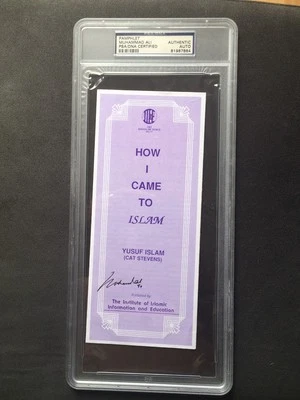 PAMPHLET AUTHENTIC
MUHAMMAD ALI AUTO
PSA/DNA CERTIFIED
HOW
I
CAME
TO
ISLAM
YUSUF ISLAM
(CAT STEVENS)
The Institute of Islamic
Information and Education